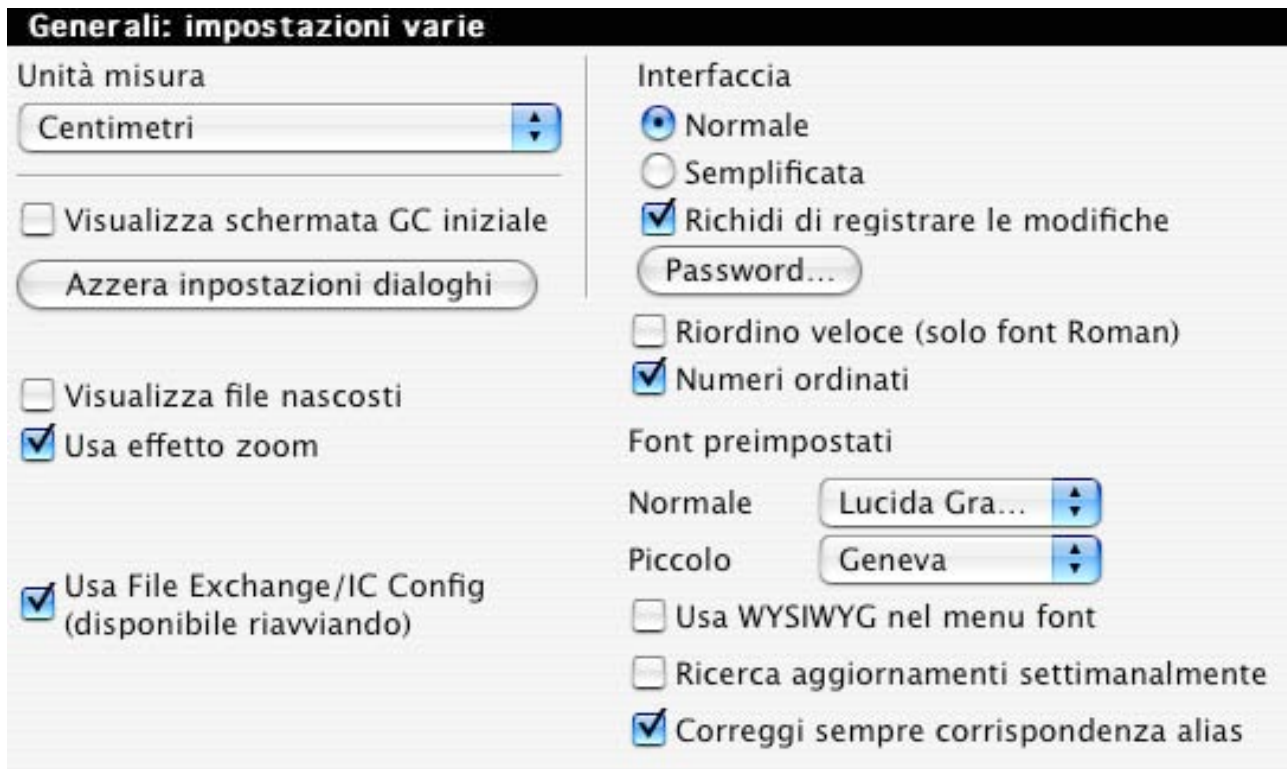 Generali: impostazioni varie
Unità misura
Centimetri
Visualizza schermata GC iniziale
Azzera inpostazioni dialoghi
Visualizza file nascosti
Usa effetto zoom
Usa File Exchange/IC Config
(disponibile riavviando)
Interfaccia
Normale
Semplificata
Richidi di registrare le modifiche
Password...
Riordino veloce (solo font Roman)
Numeri ordinati
Font preimpostati
Normale Lucida Gra...
Piccolo Geneva
Usa WYSIWYG nel menu font
Ricerca aggiornamenti settimanalmente
Correggi sempre corrispondenza alias